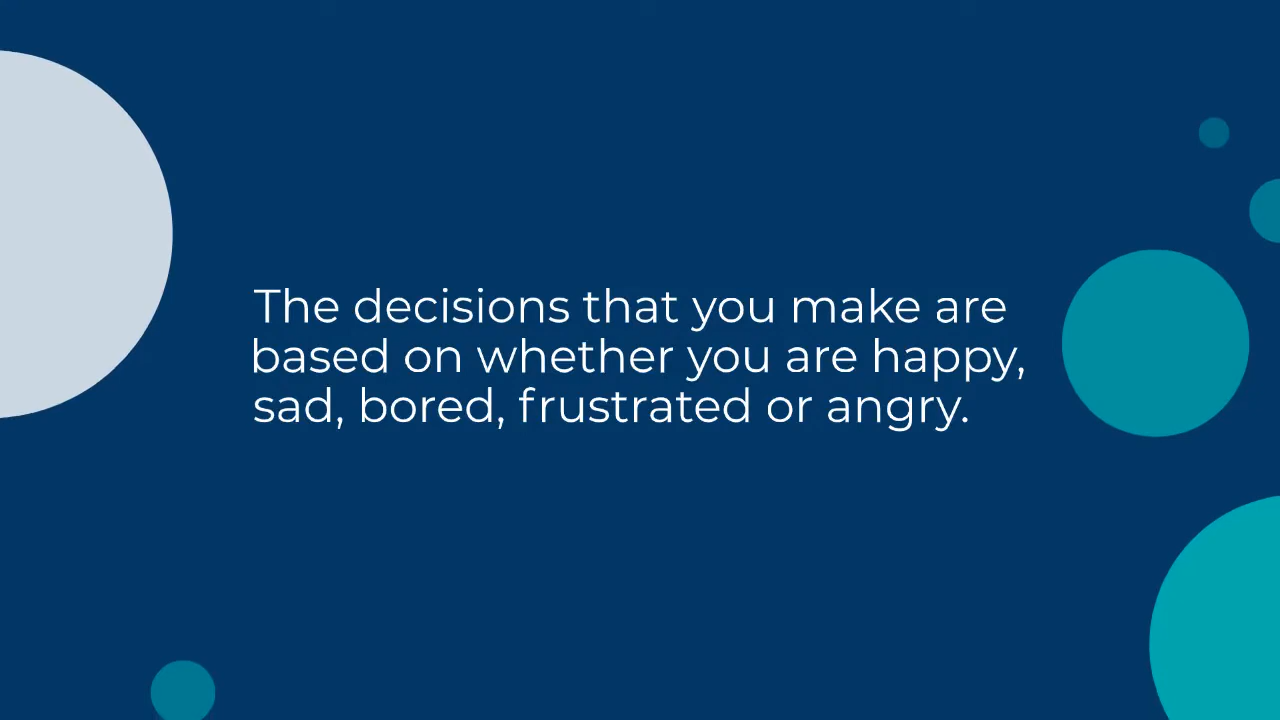 The decisions that you make are
based on whether you are happy,
sad, bored, frustrated or angry.